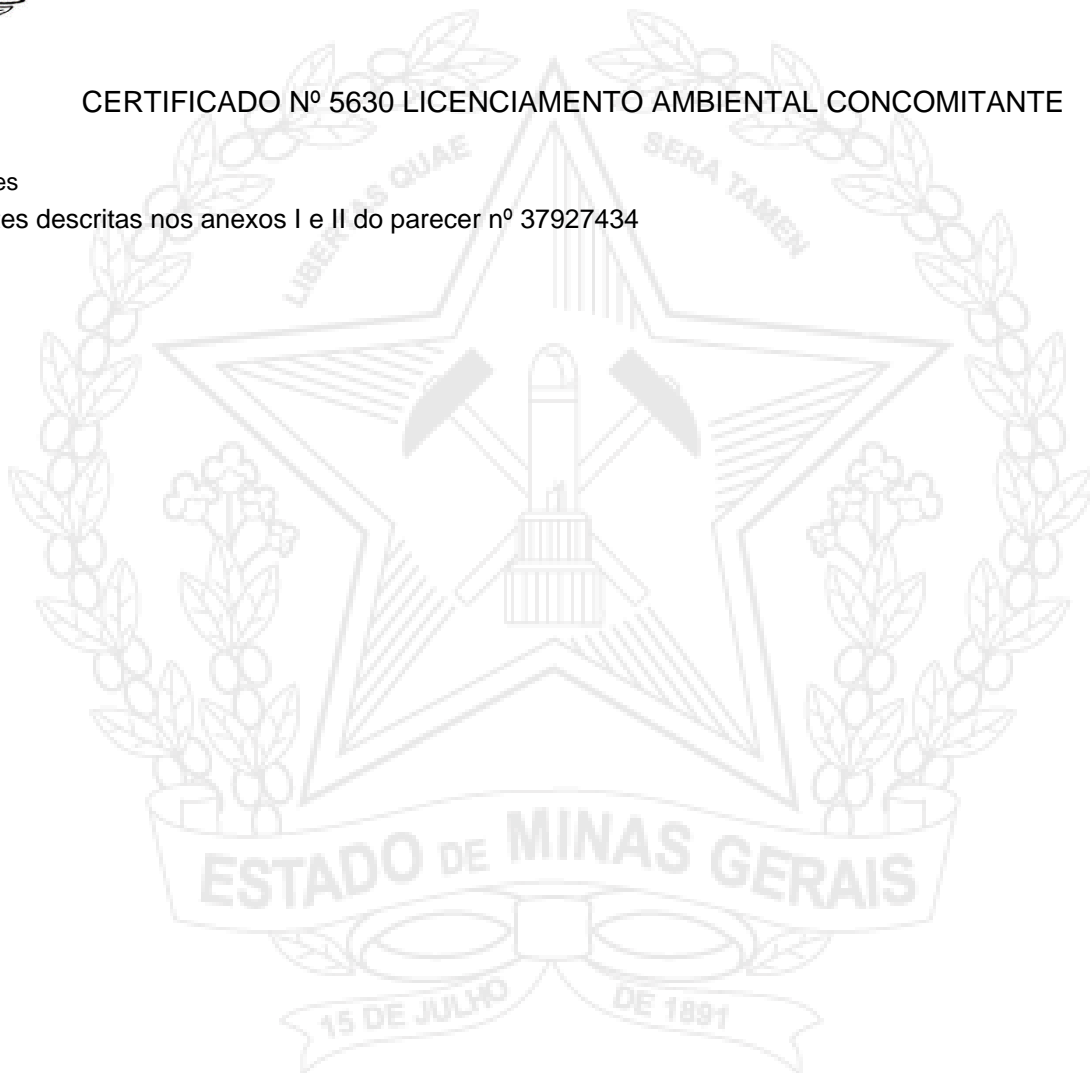 CERTIFICADO Nº 5630 LICENCIAMENTO AMBIENTAL CONCOMITANTE
LIBERTAS QUAE SERA TAMEN
es
es descritas nos anexos I e II do parecer nº 37927434
ESTADO DE MINAS GERAIS
15 DE JULHO DE 1891